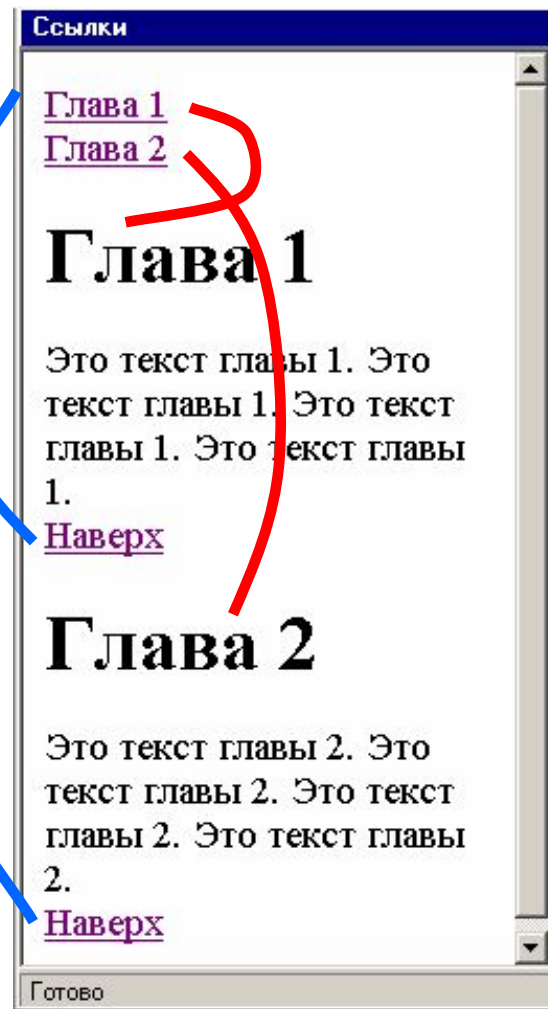 Ссылки
Глава 1
Глава 2
Глава 1
Это текст главы 1. Это
текст главы 1. Это текст
главы 1. Это текст главы
1.
Наверх
Глава 2
Это текст главы 2. Это
текст главы 2. Это текст
главы 2. Это текст главы
2.
Наверх
Готово